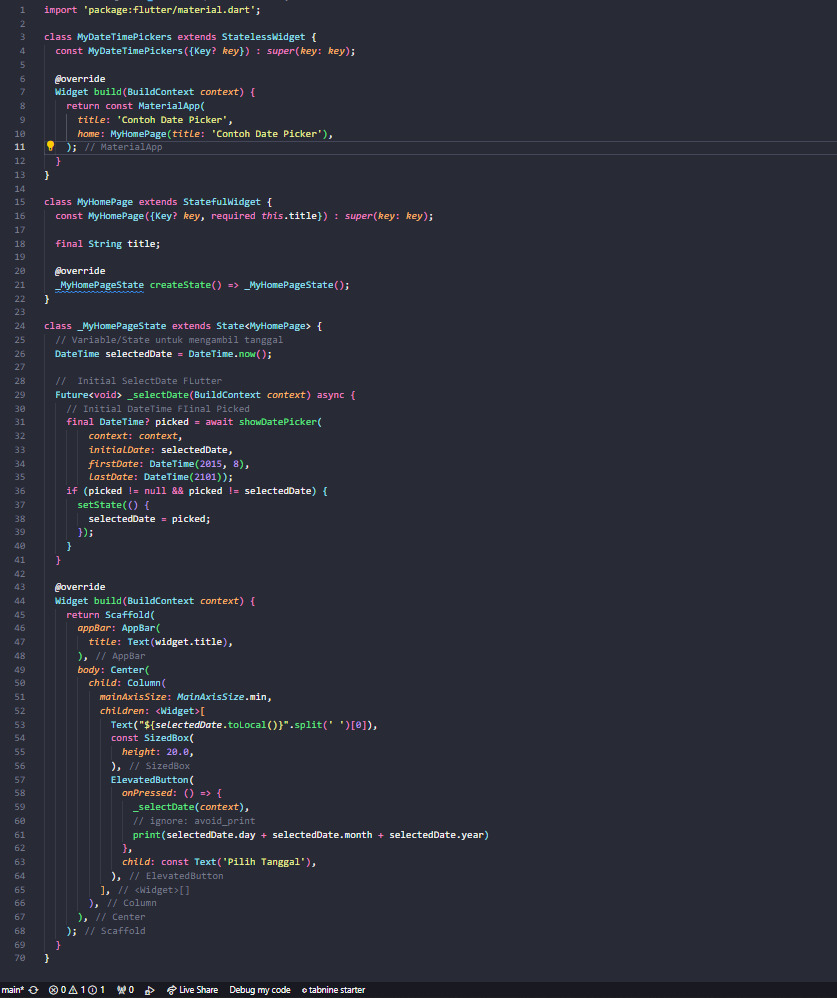 1 import 'package:flutter/material.dart';
2
3 class MyDateTimePickers extends StatelessWidget {
4   const MyDateTimePickers({Key? key}) : super(key: key);
5
6   @override
7   Widget build(BuildContext context) {
8     return const MaterialApp(
9       title: 'Contoh Date Picker',
10       home: MyHomePage(title: 'Contoh Date Picker'),
11     ); // MaterialApp
12   }
13 }
14
15 class MyHomePage extends StatefulWidget {
16   const MyHomePage({Key? key, required this.title}) : super(key: key);
17
18   final String title;
19
20   @override
21   _MyHomePageState createState() => _MyHomePageState();
22 }
23
24 class _MyHomePageState extends State<MyHomePage> {
25   // Variable/State untuk mengambil tanggal
26   DateTime selectedDate = DateTime.now();
27
28   //  Initial SelectDate FLutter
29   Future<void> _selectDate(BuildContext context) async {
30     // Initial DateTime FIinal Picked
31     final DateTime? picked = await showDatePicker(
32         context: context,
33         initialDate: selectedDate,
34         firstDate: DateTime(2015, 8),
35         lastDate: DateTime(2101));
36     if (picked != null && picked != selectedDate) {
37       setState(() {
38         selectedDate = picked;
39       });
40     }
41   }
42
43   @override
44   Widget build(BuildContext context) {
45     return Scaffold(
46       appBar: AppBar(
47         title: Text(widget.title),
48       ), // AppBar
49       body: Center(
50         child: Column(
51           mainAxisSize: MainAxisSize.min,
52           children: <Widget>[
53             Text("${selectedDate.toLocal()}".split(' ')[0]),
54             const SizedBox(
55               height: 20.0,
56             ), // SizedBox
57             ElevatedButton(
58               onPressed: () => {
59                 _selectDate(context),
60                 // ignore: avoid_print
61                 print(selectedDate.day + selectedDate.month + selectedDate.year)
62               },
63               child: const Text('Pilih Tanggal'),
64             ), // ElevatedButton
65           ], // <Widget>[]
66         ), // Column
67       ), // Center
68     ); // Scaffold
69   }
70 }
main* 0 1 1 0 Live Share Debug my code tabnine starter